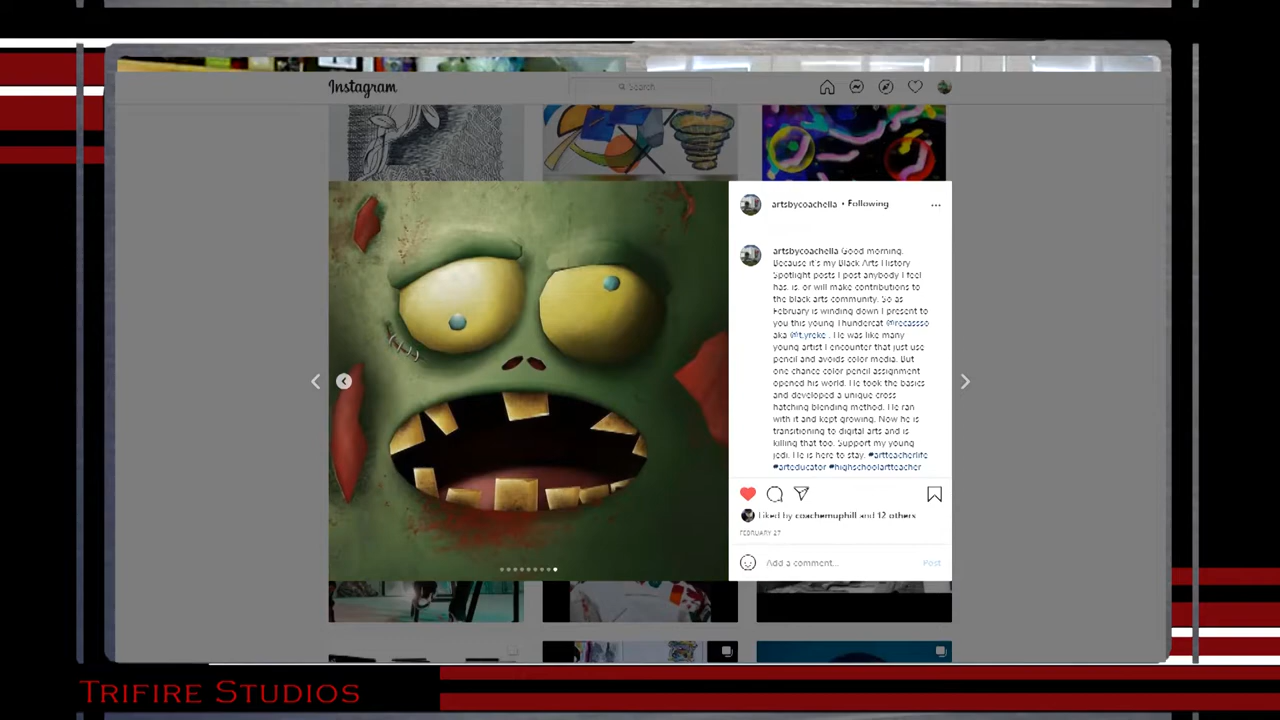 Instagram
Search
artsbycoachella • Following
artsbycoachella Good morning.
Because it's my Black Arts History
Spotlight posts I post anybody I feel
has, is, or will make contributions to
the black arts community. So as
February is winding down I present to
you this young Thundercat @recassso
aka @t.yreke . He was like many
young artist I encounter that just use
pencil and avoids color media. But
one chance color pencil assignment
opened his world. He took the basics
and developed a unique cross
hatching blending method. He ran
with it and kept growing. Now he is
transitioning to digital arts and is
killing that too. Support my young
jedi. He is here to stay. #artteacherlife
#arteducator #highschoolartteacher
Liked by coachemuphill and 12 others
FEBRUARY 27
Add a comment... Post
TRIFIRE STUDIOS